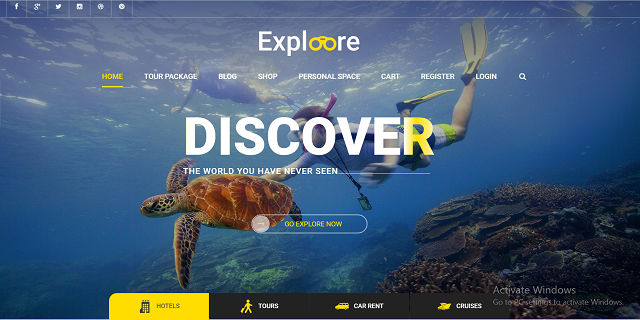 Exploore
HOME TOUR PACKAGE BLOG SHOP PERSONAL SPACE CART REGISTER LOGIN
DISCOVER
THE WORLD YOU HAVE NEVER SEEN
GO EXPLORE NOW
Activate Windows
Go to PC settings to activate Windows.
HOTELS TOURS CAR RENT CRUISES